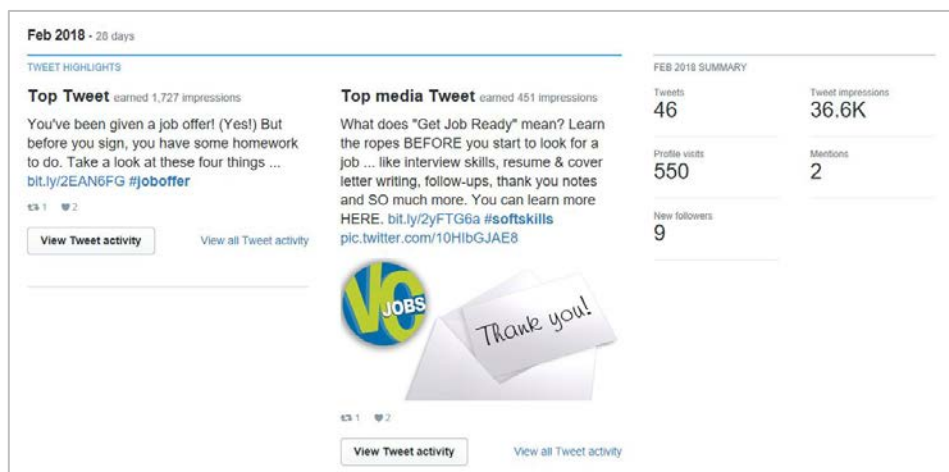 Feb 2018 - 28 days
TWEET HIGHLIGHTS
Top Tweet earned 1,727 impressions
You've been given a job offer! (Yes!) But
before you sign, you have some homework
to do. Take a look at these four things ...
bit.ly/2EAN6FG #joboffer
1 2
View Tweet activity View all Tweet activity
Top media Tweet earned 451 impressions
What does "Get Job Ready" mean? Learn
the ropes BEFORE you start to look for a
job ... like interview skills, resume & cover
letter writing, follow-ups, thank you notes
and SO much more. You can learn more
HERE. bit.ly/2yFTG6a #softskills
pic.twitter.com/10HIbGJAE8
VC
JOBS
Thank you!
1 2
View Tweet activity View all Tweet activity
FEB 2018 SUMMARY
Tweets Tweet impressions
46 36.6K
Profile visits Mentions
550 2
New followers
9